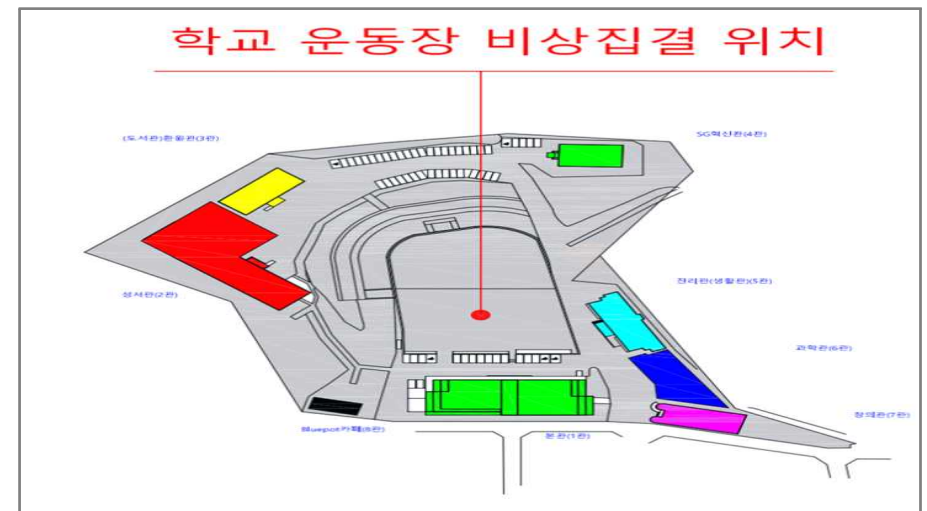 학교 운동장 비상집결 위치
(도서관)환웅관(3관)
SG혁신관(4관)
성서관(2관)
진리관(생활관)(5관)
과학관(6관)
창의관(7관)
Bluepot카페(8관)
본관(1관)